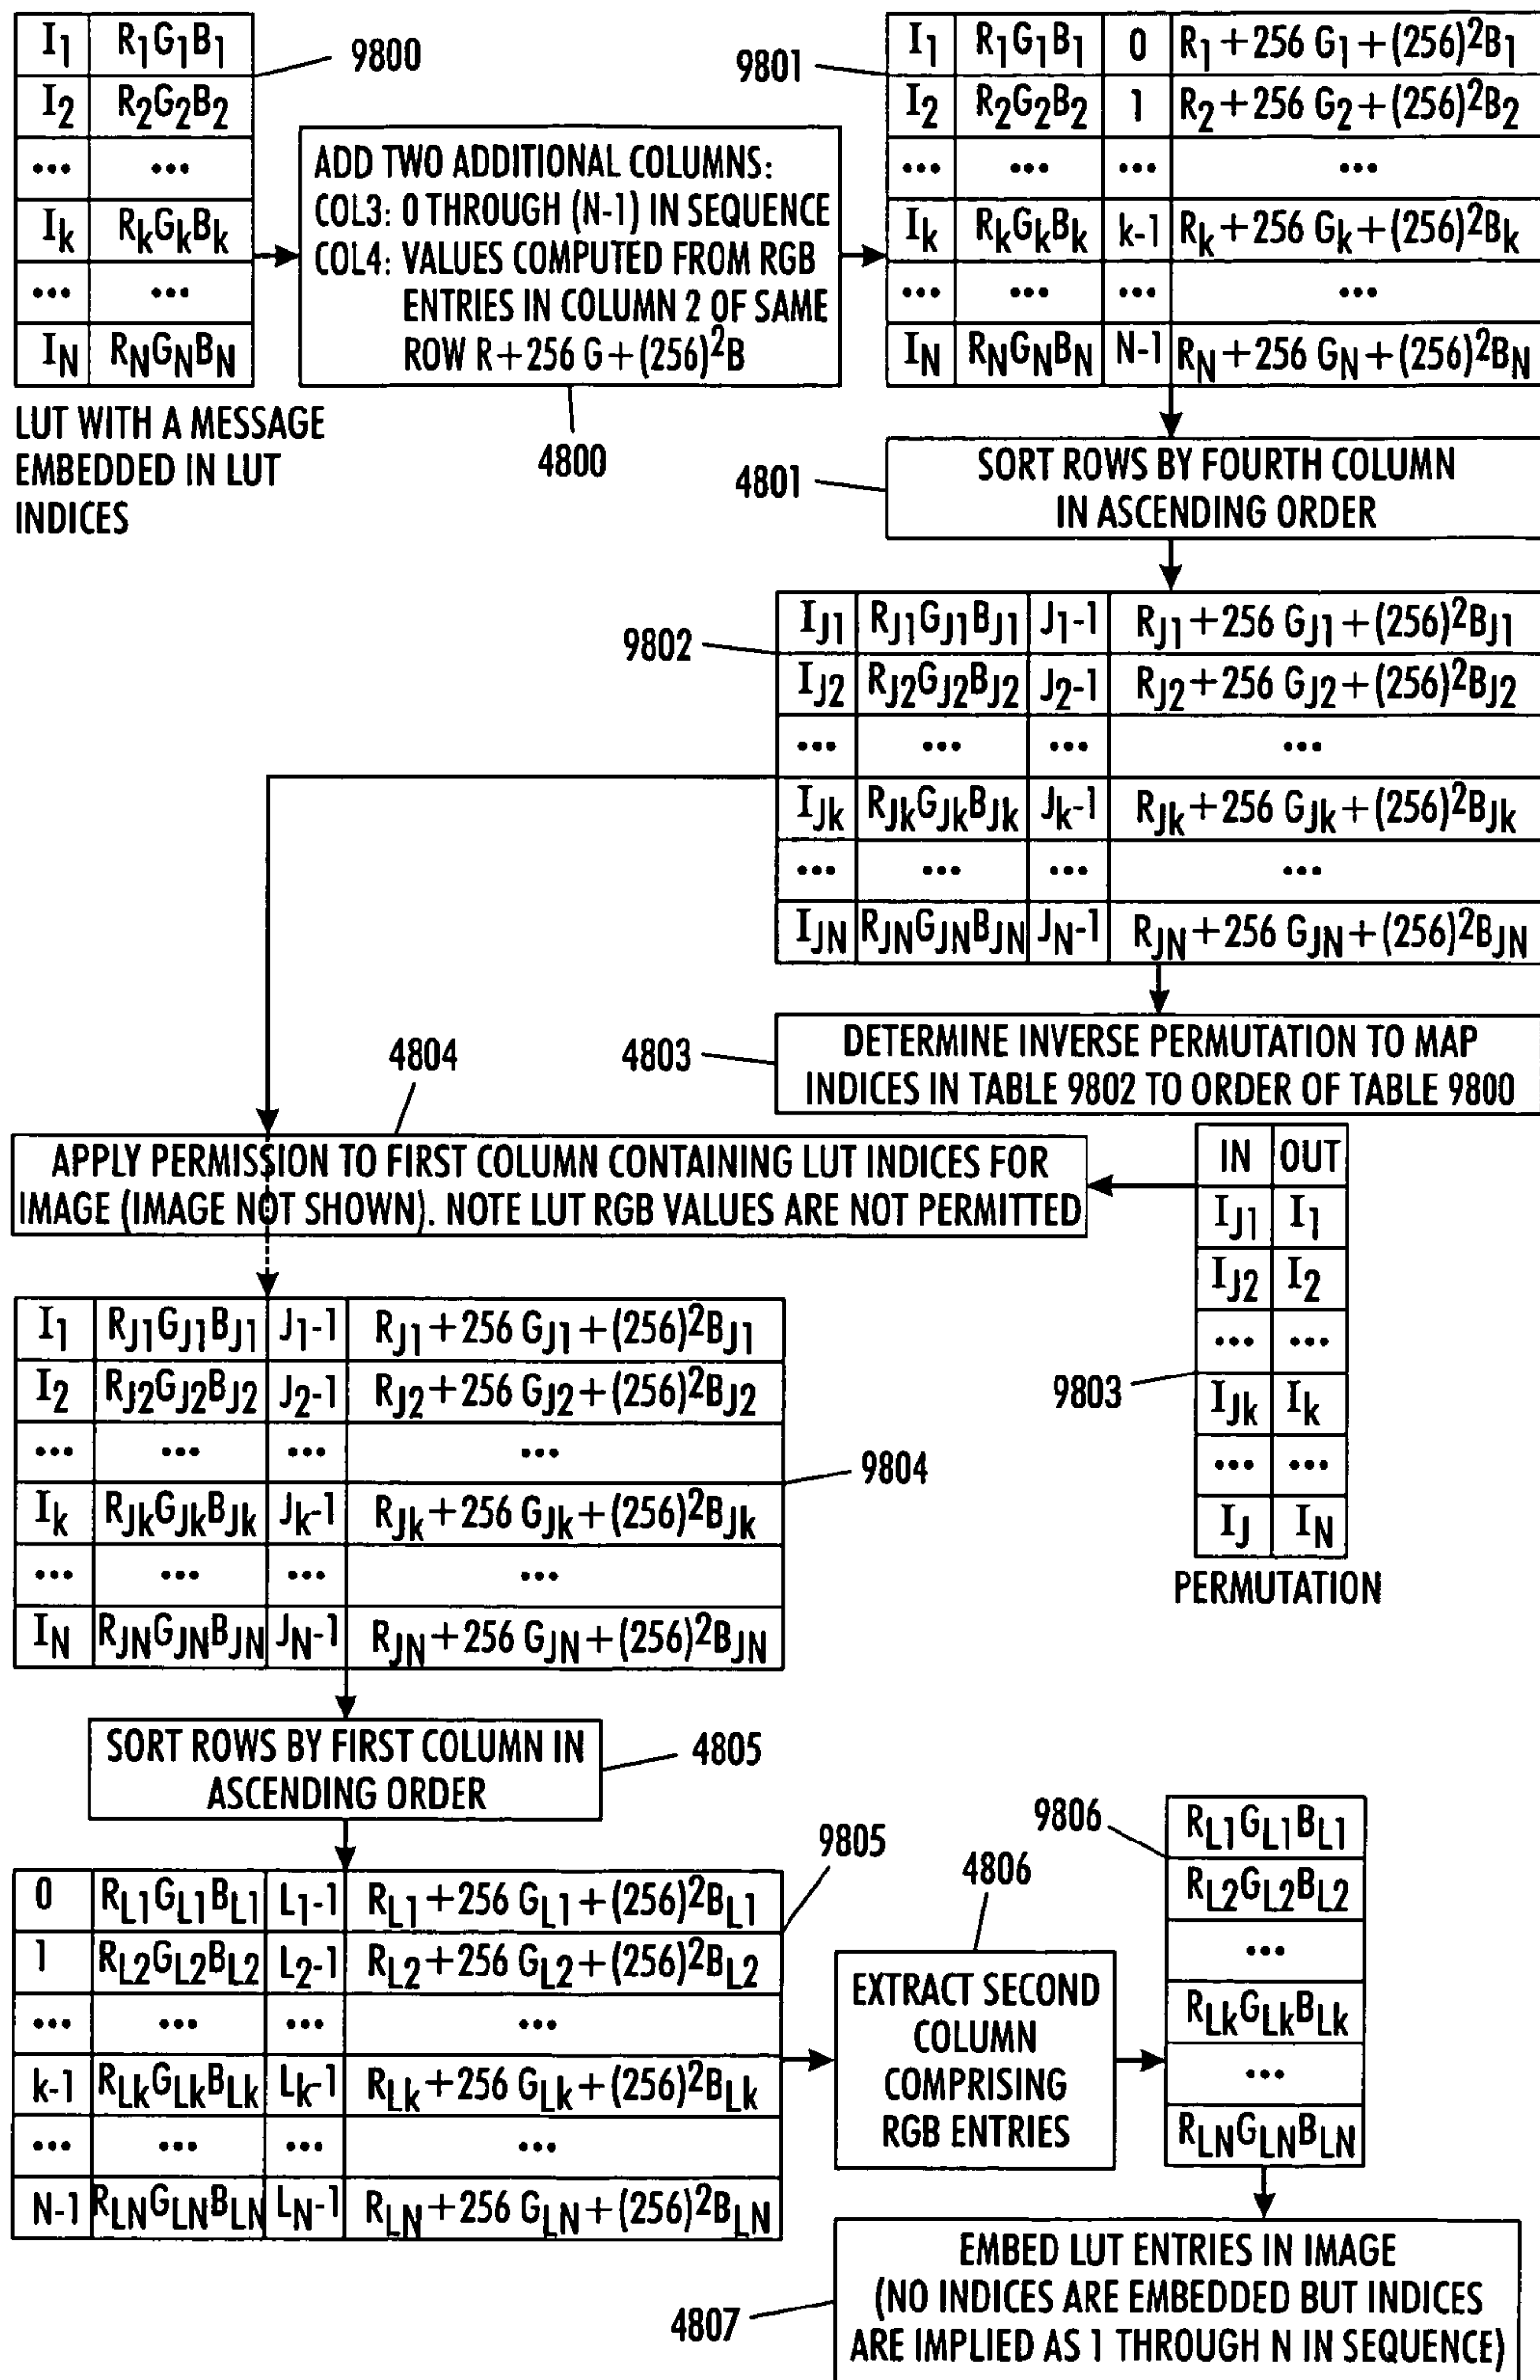 I1 R1G1B1
I2 R2G2B2
... ...
Ik RkGkBk
... ...
IN RNGNBN
9800
LUT WITH A MESSAGE
EMBEDDED IN LUT
INDICES
ADD TWO ADDITIONAL COLUMNS:
COL3: 0 THROUGH (N-1) IN SEQUENCE
COL4: VALUES COMPUTED FROM RGB
ENTRIES IN COLUMN 2 OF SAME
ROW R+256 G+(256)²B
4800
9801
I1 R1G1B1 0 R1+256 G1+(256)²B1
I2 R2G2B2 1 R2+256 G2+(256)²B2
... ... ... ...
Ik RkGkBk k-1 Rk+256 Gk+(256)²Bk
... ... ... ...
IN RNGNBN N-1 RN+256 GN+(256)²BN
4801
SORT ROWS BY FOURTH COLUMN
IN ASCENDING ORDER
9802
IJ1 RJ1GJ1BJ1 J1-1 RJ1+256 GJ1+(256)²BJ1
IJ2 RJ2GJ2BJ2 J2-1 RJ2+256 GJ2+(256)²BJ2
... ... ... ...
IJk RJkGJkBJk Jk-1 RJk+256 GJk+(256)²BJk
... ... ... ...
IJN RJNGJNBJN JN-1 RJN+256 GJN+(256)²BJN
4803
DETERMINE INVERSE PERMUTATION TO MAP
INDICES IN TABLE 9802 TO ORDER OF TABLE 9800
4804
APPLY PERMISSION TO FIRST COLUMN CONTAINING LUT INDICES FOR
IMAGE (IMAGE NOT SHOWN). NOTE LUT RGB VALUES ARE NOT PERMITTED
IN OUT
IJ1 I1
IJ2 I2
... ...
IJk Ik
... ...
IJ IN
9803
PERMUTATION
I1 RJ1GJ1BJ1 J1-1 RJ1+256 GJ1+(256)²BJ1
I2 RJ2GJ2BJ2 J2-1 RJ2+256 GJ2+(256)²BJ2
... ... ... ...
Ik RJkGJkBJk Jk-1 RJk+256 GJk+(256)²BJk
... ... ... ...
IN RJNGJNBJN JN-1 RJN+256 GJN+(256)²BJN
9804
SORT ROWS BY FIRST COLUMN IN
ASCENDING ORDER
4805
9805
0 RL1GL1BL1 L1-1 RL1+256 GL1+(256)²BL1
1 RL2GL2BL2 L2-1 RL2+256 GL2+(256)²BL2
... ... ... ...
k-1 RLkGLkBLk Lk-1 RLk+256 GLk+(256)²BLk
... ... ... ...
N-1 RLNGLNBLN LN-1 RLN+256 GLN+(256)²BLN
4806
EXTRACT SECOND
COLUMN
COMPRISING
RGB ENTRIES
9806
RL1GL1BL1
RL2GL2BL2
...
RLkGLkBLk
...
RLNGLNBLN
4807
EMBED LUT ENTRIES IN IMAGE
(NO INDICES ARE EMBEDDED BUT INDICES
ARE IMPLIED AS 1 THROUGH N IN SEQUENCE)